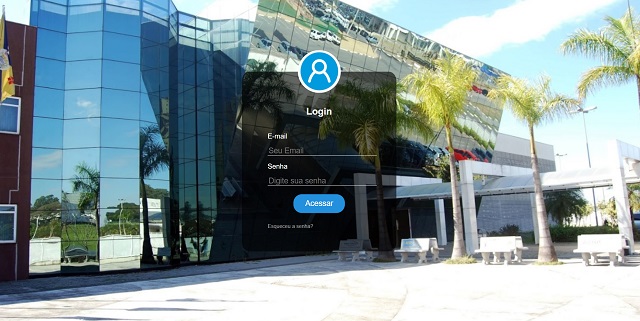 Login
E-mail
Seu Email
Senha
Digite sua senha
Acessar
Esqueceu a senha?